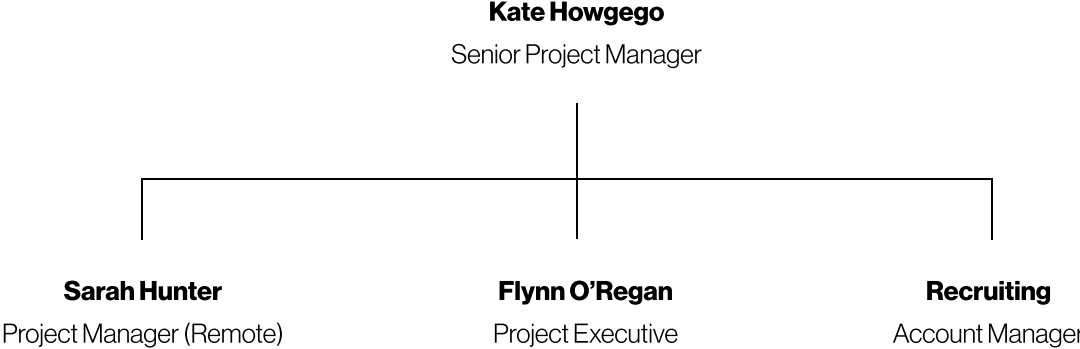 Kate Howgego
Senior Project Manager
Sarah Hunter
Project Manager (Remote)
Flynn O’Regan
Project Executive
Recruiting
Account Manager